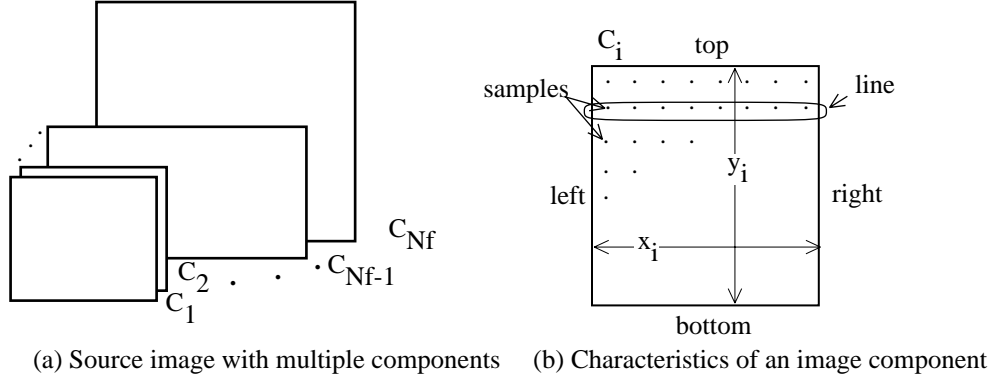 C_Nf
C_Nf-1
C_2
C_1
(a) Source image with multiple components
C_i
top
samples
line
y_i
left
right
x_i
bottom
(b) Characteristics of an image component